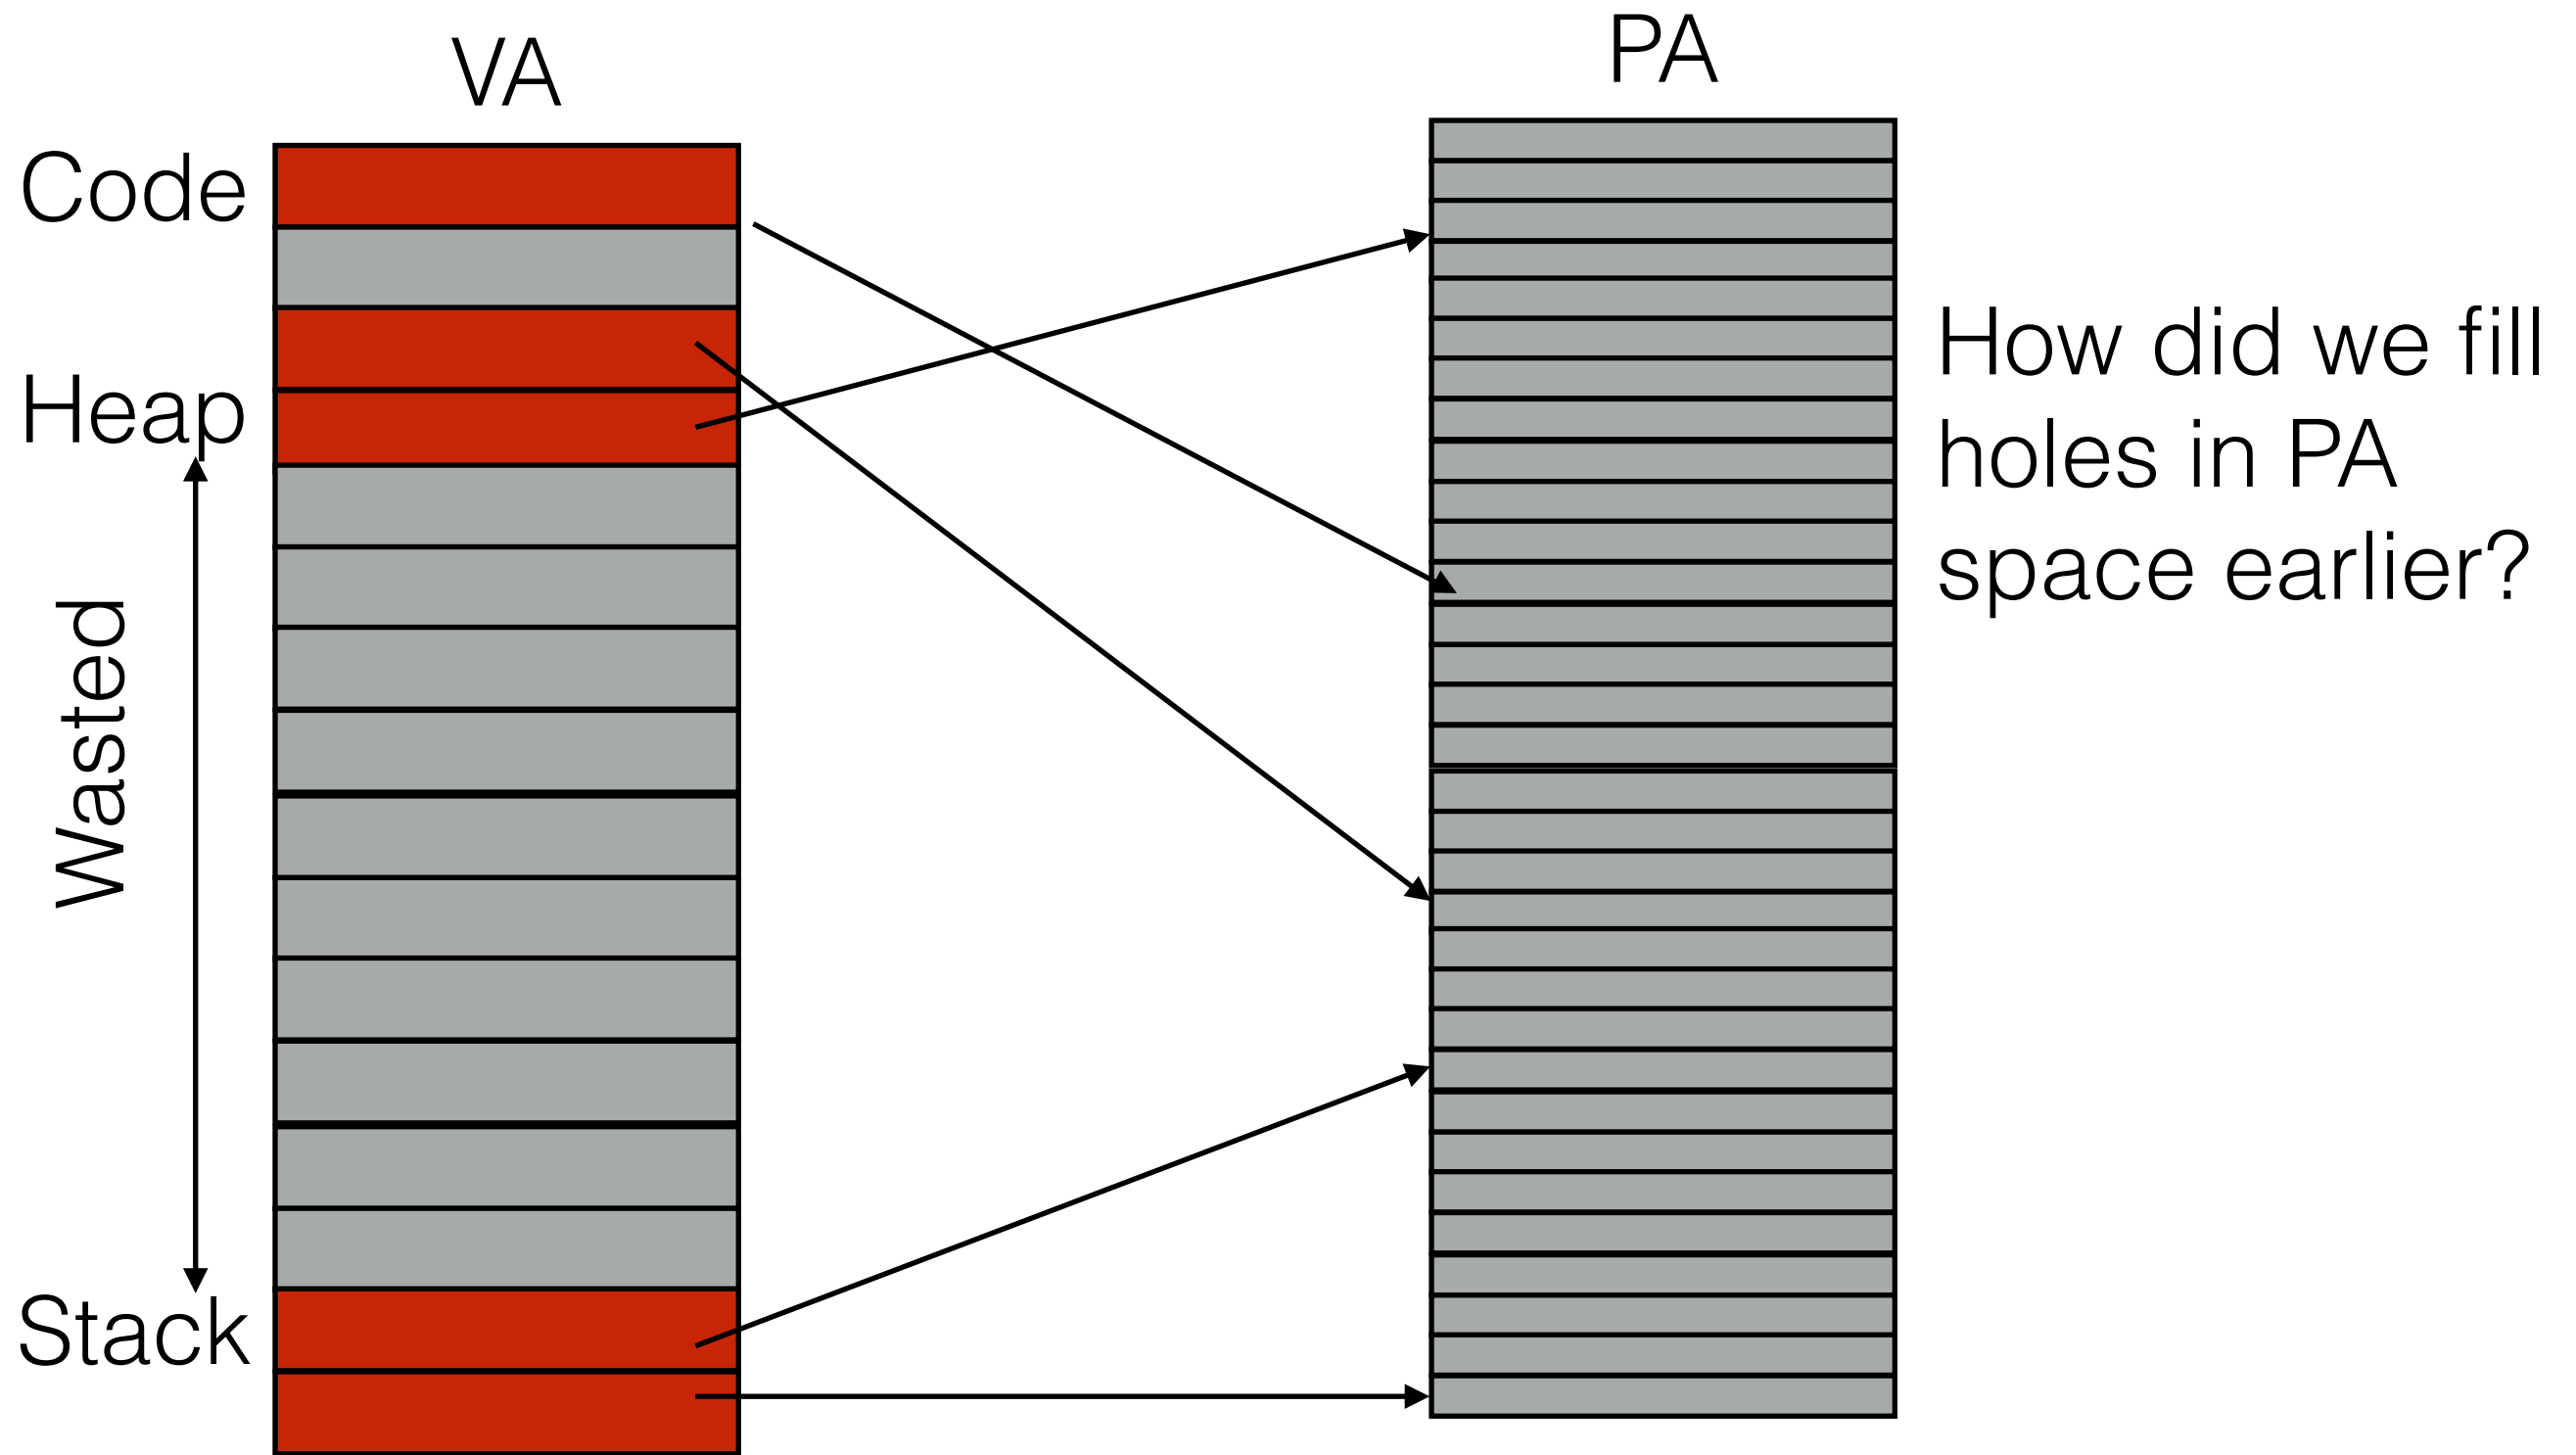 VA
PA
Code
Heap
Wasted
Stack
How did we fill
holes in PA
space earlier?